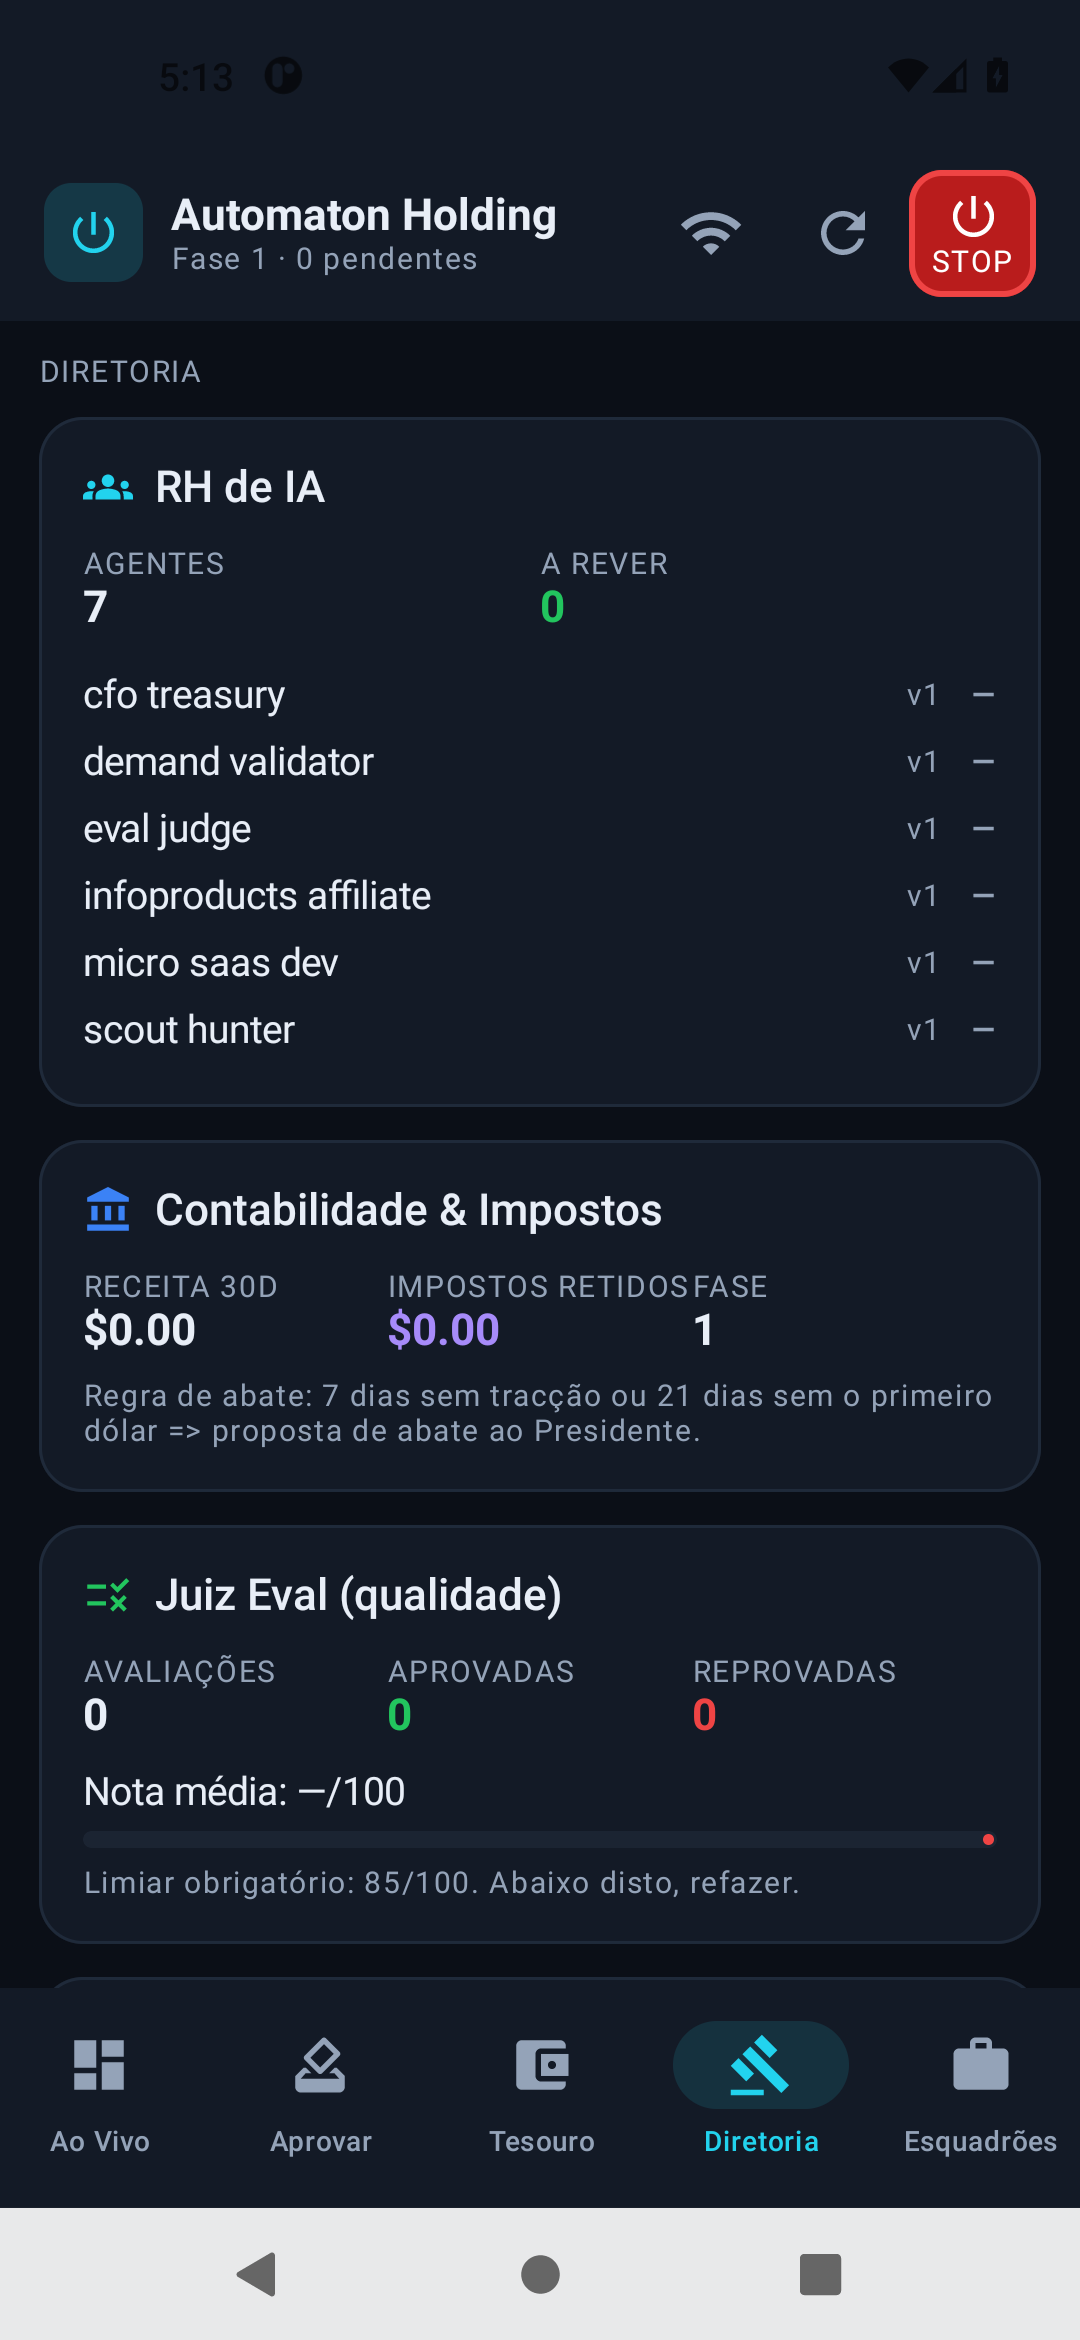 5:13
Automaton Holding
Fase 1 · 0 pendentes
STOP
DIRETORIA
RH de IA
AGENTES A REVER
7 0
cfo treasury v1 —
demand validator v1 —
eval judge v1 —
infoproducts affiliate v1 —
micro saas dev v1 —
scout hunter v1 —
Contabilidade & Impostos
RECEITA 30D IMPOSTOS RETIDOS FASE
$0.00 $0.00 1
Regra de abate: 7 dias sem tracção ou 21 dias sem o primeiro
dólar => proposta de abate ao Presidente.
Juiz Eval (qualidade)
AVALIAÇÕES APROVADAS REPROVADAS
0 0 0
Nota média: —/100
Limiar obrigatório: 85/100. Abaixo disto, refazer.
Ao Vivo Aprovar Tesouro Diretoria Esquadrões